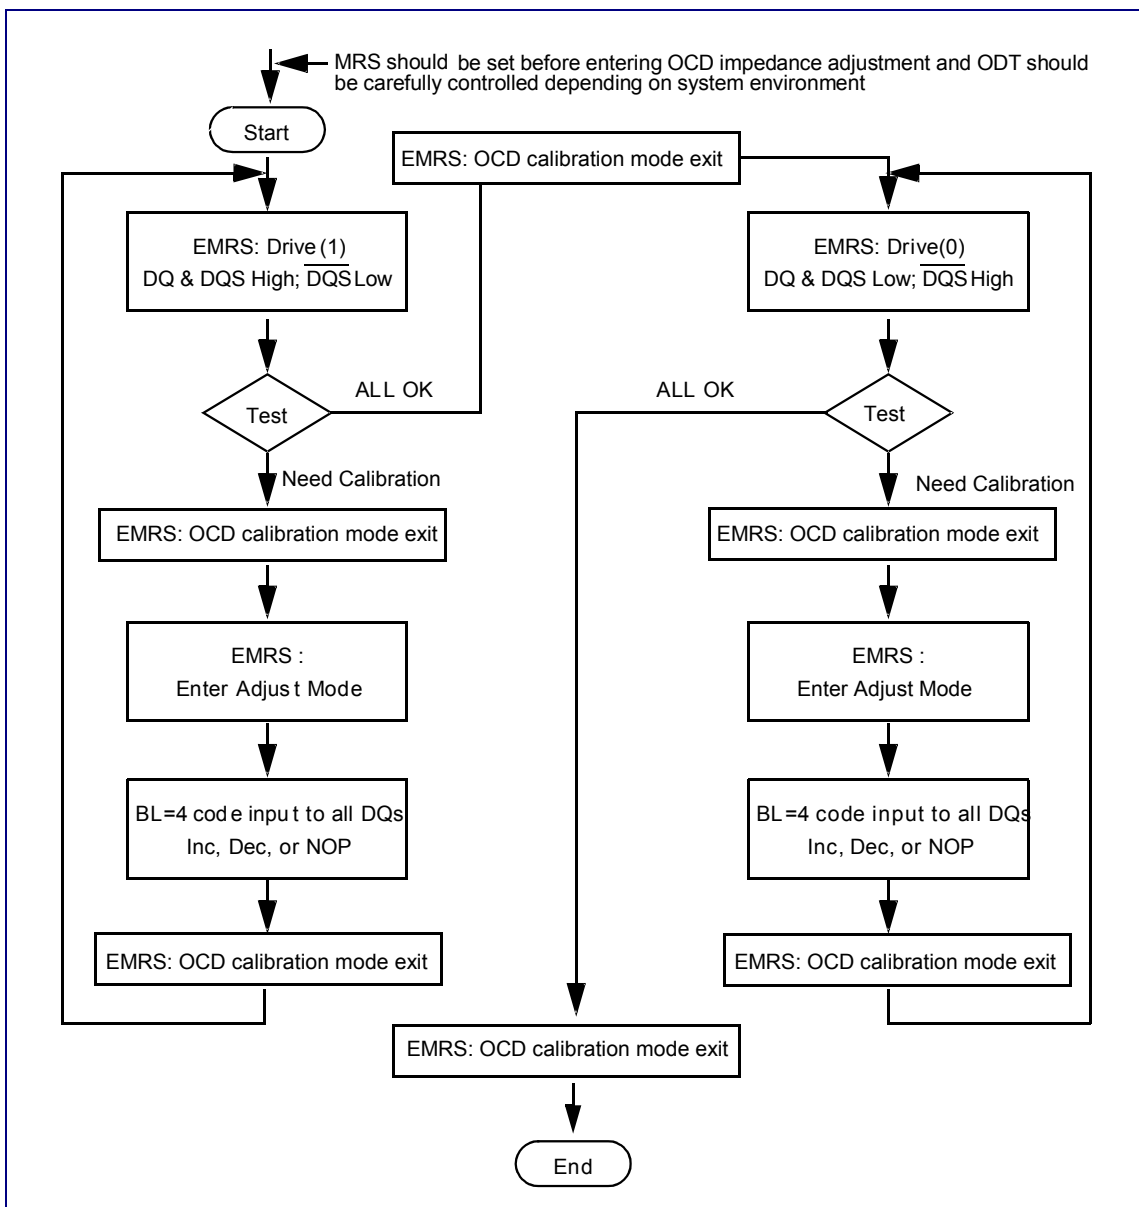 MRS should be set before entering OCD impedance adjustment and ODT should
be carefully controlled depending on system environment
Start
EMRS: OCD calibration mode exit
EMRS: Drive(1)
DQ & DQS High; D̅Q̅S̅ Low
Test
ALL OK
Need Calibration
EMRS: OCD calibration mode exit
EMRS :
Enter Adjust Mode
BL=4 code input to all DQs
Inc, Dec, or NOP
EMRS: OCD calibration mode exit
EMRS: Drive(0)
DQ & DQS Low; D̅Q̅S̅ High
Test
ALL OK
Need Calibration
EMRS: OCD calibration mode exit
EMRS :
Enter Adjust Mode
BL=4 code input to all DQs
Inc, Dec, or NOP
EMRS: OCD calibration mode exit
EMRS: OCD calibration mode exit
End